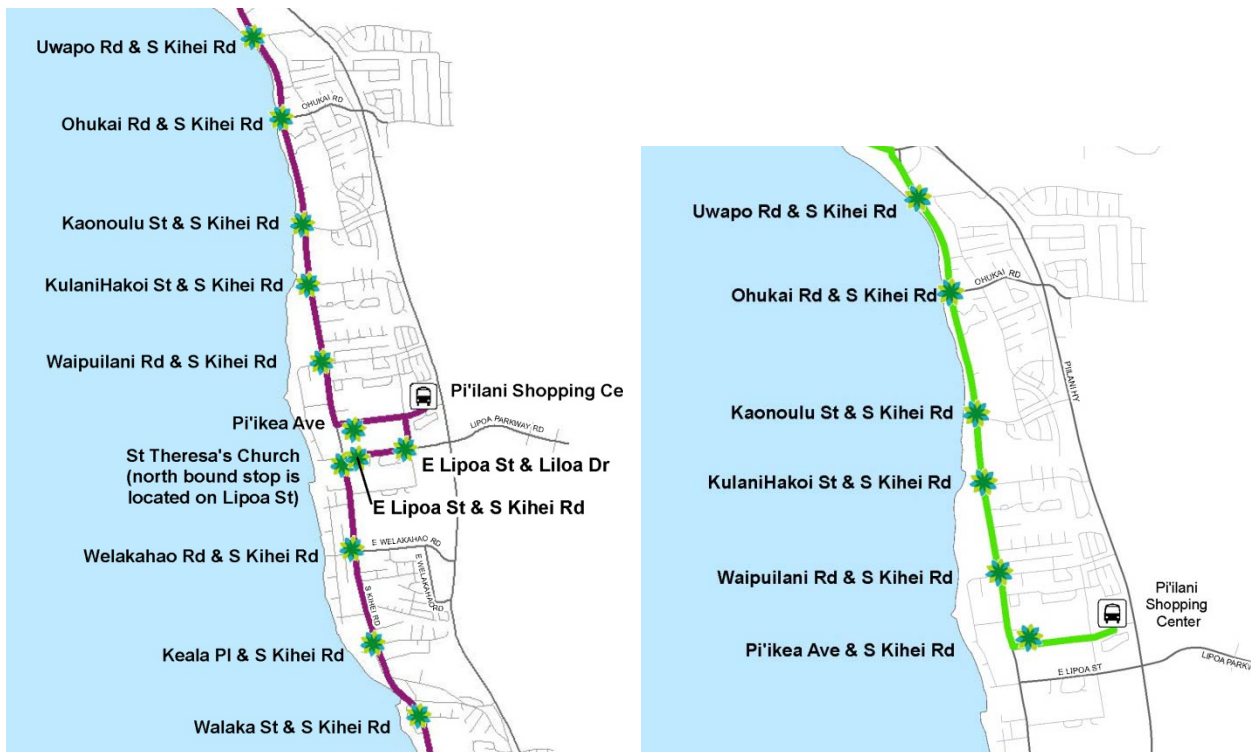 Uwapo Rd & S Kihei Rd
OHUKAI RD
Ohukai Rd & S Kihei Rd
Kaonoulu St & S Kihei Rd
KulaniHakoi St & S Kihei Rd
Waipuilani Rd & S Kihei Rd
Pi'ilani Shopping Ce
Pi'ikea Ave
LIPOA PARKWAY RD
St Theresa's Church
(north bound stop is
located on Lipoa St)
E Lipoa St & Liloa Dr
E Lipoa St & S Kihei Rd
E WELAKAHAO RD
Welakahao Rd & S Kihei Rd
E WELAKAHAO RD
S KIHEI RD
Keala Pl & S Kihei Rd
Walaka St & S Kihei Rd
Uwapo Rd & S Kihei Rd
OHUKAI RD
Ohukai Rd & S Kihei Rd
PIILANI HY
Kaonoulu St & S Kihei Rd
KulaniHakoi St & S Kihei Rd
Waipuilani Rd & S Kihei Rd
Pi'ilani
Shopping
Center
Pi'ikea Ave & S Kihei Rd
E LIPOA ST
LIPOA PARKW